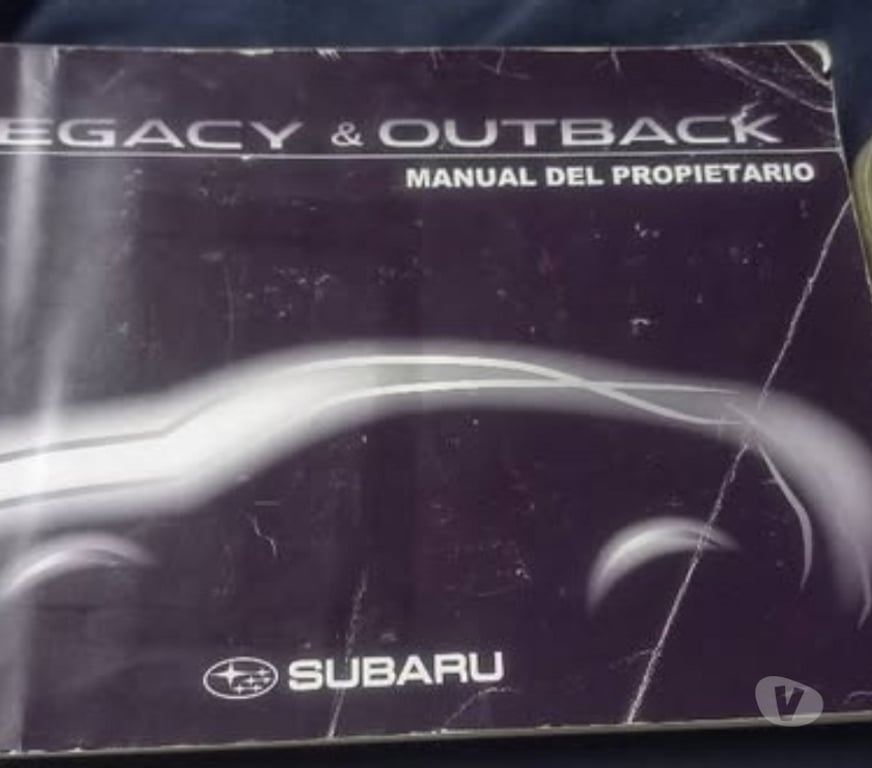 EGACY & OUTBACK
MANUAL DEL PROPIETARIO
SUBARU
V